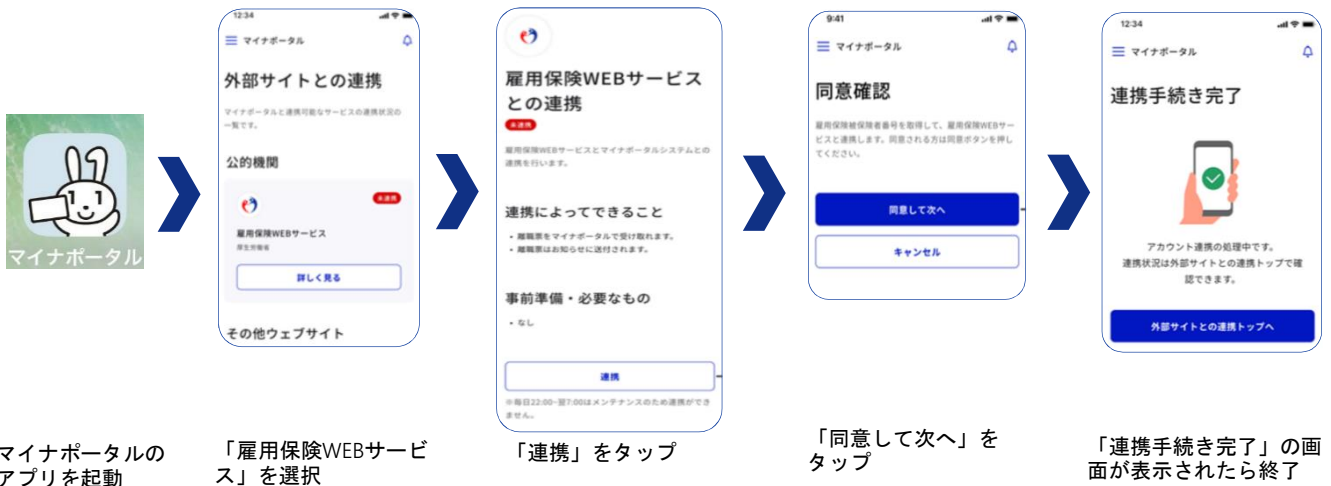 マイナポータル
マイナポータルの
アプリを起動
12:34
マイナポータル
外部サイトとの連携
マイナポータルと連携可能なサービスの連携状況の
一覧です。
公的機関
未連携
雇用保険WEBサービス
厚生労働省
詳しく見る
その他ウェブサイト
「雇用保険WEBサービ
ス」を選択
雇用保険WEBサービス
との連携
未連携
雇用保険WEBサービスとマイナポータルシステムとの
連携を行います。
連携によってできること
・離職票をマイナポータルで受け取れます。
・離職票はお知らせに送付されます。
事前準備・必要なもの
・なし
連携
※毎日22:00~翌7:00はメンテナンスのため連携ができ
ません。
「連携」をタップ
9:41
マイナポータル
同意確認
雇用保険被保険者番号を取得して、雇用保険WEBサー
ビスと連携します。同意される方は同意ボタンを押し
てください。
同意して次へ
キャンセル
「同意して次へ」を
タップ
12:34
マイナポータル
連携手続き完了
アカウント連携の処理中です。
連携状況は外部サイトとの連携トップで確
認できます。
外部サイトとの連携トップへ
「連携手続き完了」の画
面が表示されたら終了